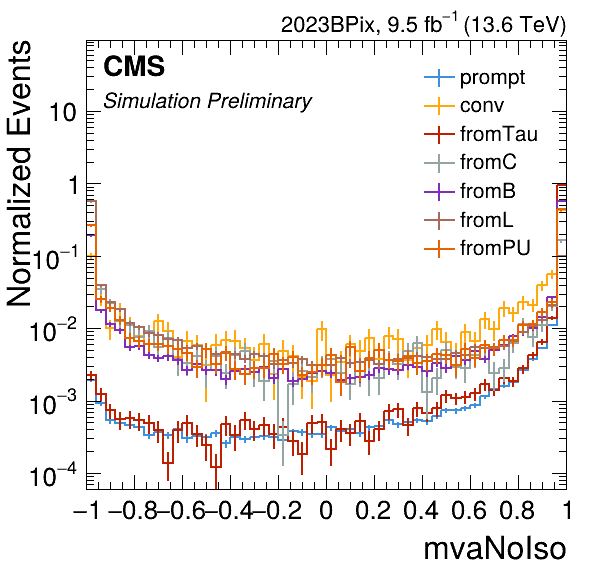 2023BPix, 9.5 fb⁻¹ (13.6 TeV)
CMS
Simulation Preliminary
prompt
conv
fromTau
fromC
fromB
fromL
fromPU
Normalized Events
10
1
10⁻¹
10⁻²
10⁻³
10⁻⁴
−1 −0.8 −0.6 −0.4 −0.2 0 0.2 0.4 0.6 0.8 1
mvaNoIso